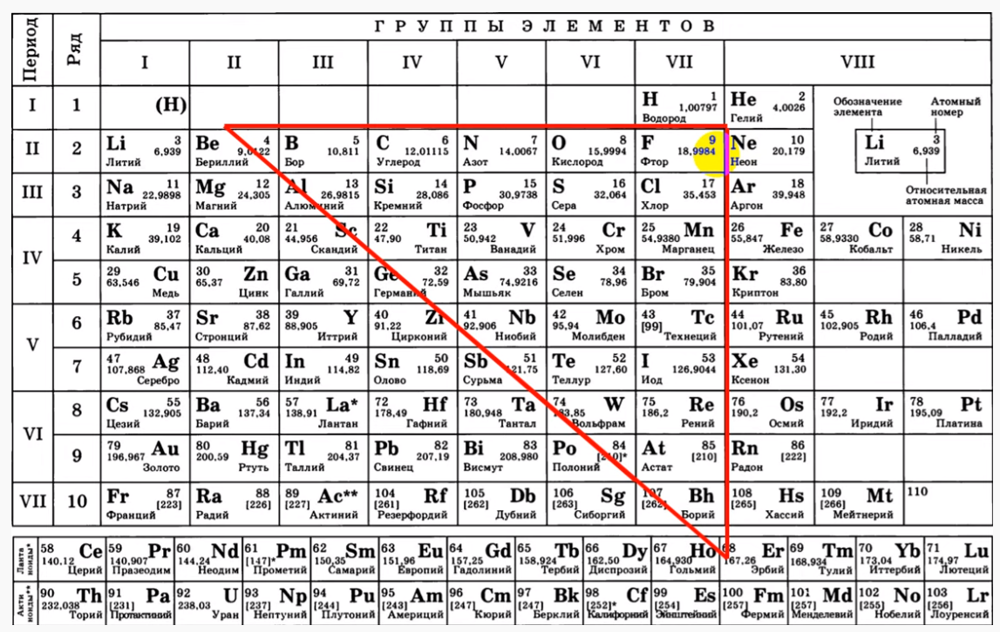 ГРУППЫ ЭЛЕМЕНТОВ
Период Ряд I II III IV V VI VII VIII
I 1 (H) H 1 He 2
1,00797 4,0026
Водород Гелий
Обозначение элемента Атомный номер
Li 3
6,939
Литий
Относительная атомная масса
II 2 Li 3 Be 4 B 5 C 6 N 7 O 8 F 9 Ne 10
6,939 9,0122 10,811 12,01115 14,0067 15,9994 18,9984 20,179
Литий Бериллий Бор Углерод Азот Кислород Фтор Неон
III 3 Na 11 Mg 12 Al 13 Si 14 P 15 S 16 Cl 17 Ar 18
22,9898 24,305 26,9815 28,086 30,9738 32,064 35,453 39,948
Натрий Магний Алюминий Кремний Фосфор Сера Хлор Аргон
IV 4 K 19 Ca 20 21 Sc 22 Ti 23 V 24 Cr 25 Mn 26 Fe 27 Co 28 Ni
39,102 40,08 44,956 47,90 50,942 51,996 54,9380 55,847 58,9330 58,71
Калий Кальций Скандий Титан Ванадий Хром Марганец Железо Кобальт Никель
5 29 Cu 30 Zn Ga 31 Ge 32 As 33 Se 34 Br 35 Kr 36
63,546 65,37 69,72 72,59 74,9216 78,96 79,904 83,80
Медь Цинк Галлий Германий Мышьяк Селен Бром Криптон
V 6 Rb 37 Sr 38 39 Y 40 Zr 41 Nb 42 Mo 43 Tc 44 Ru 45 Rh 46 Pd
85,47 87,62 88,905 91,22 92,906 95,94 [99] 101,07 102,905 106,4
Рубидий Стронций Иттрий Цирконий Ниобий Молибден Технеций Рутений Родий Палладий
7 47 Ag 48 Cd In 49 Sn 50 Sb 51 Te 52 I 53 Xe 54
107,868 112,40 114,82 118,69 121,75 127,60 126,9044 131,30
Серебро Кадмий Индий Олово Сурьма Теллур Иод Ксенон
VI 8 Cs 55 Ba 56 57 La* 72 Hf 73 Ta 74 W 75 Re 76 Os 77 Ir 78 Pt
132,905 137,34 138,91 178,49 180,948 183,85 186,2 190,2 192,2 195,09
Цезий Барий Лантан Гафний Тантал Вольфрам Рений Осмий Иридий Платина
9 79 Au 80 Hg Tl 81 Pb 82 Bi 83 Po 84 At 85 Rn 86
196,967 200,59 204,37 207,19 208,980 [210]* [210] [222]
Золото Ртуть Таллий Свинец Висмут Полоний Астат Радон
VII 10 Fr 87 Ra 88 89 Ac** 104 Rf 105 Db 106 Sg 107 Bh 108 Hs 109 Mt 110
[223] [226] [227] [261] [262] [263] [262] [265] [266]
Франций Радий Актиний Резерфордий Дубний Сиборгий Борий Хассий Мейтнерий
Ланта ноиды* 58 Ce 59 Pr 60 Nd 61 Pm 62 Sm 63 Eu 64 Gd 65 Tb 66 Dy 67 Ho 68 Er 69 Tm 70 Yb 71 Lu
140,12 140,907 144,24 [147]* 150,35 151,96 157,25 158,924 162,50 164,930 167,26 168,934 173,04 174,97
Церий Празеодим Неодим Прометий Самарий Европий Гадолиний Тербий Диспрозий Гольмий Эрбий Тулий Иттербий Лютеций
Акти ноиды** 90 Th 91 Pa 92 U 93 Np 94 Pu 95 Am 96 Cm 97 Bk 98 Cf 99 Es 100 Fm 101 Md 102 No 103 Lr
232,038 [231] 238,03 [237] [244] [243] [247] [247] [252]* [254] [257] [257] [255] [256]
Торий Протактиний Уран Нептуний Плутоний Америций Кюрий Берклий Калифорний Эйнштейний Фермий Менделевий Нобелий Лоуренсий